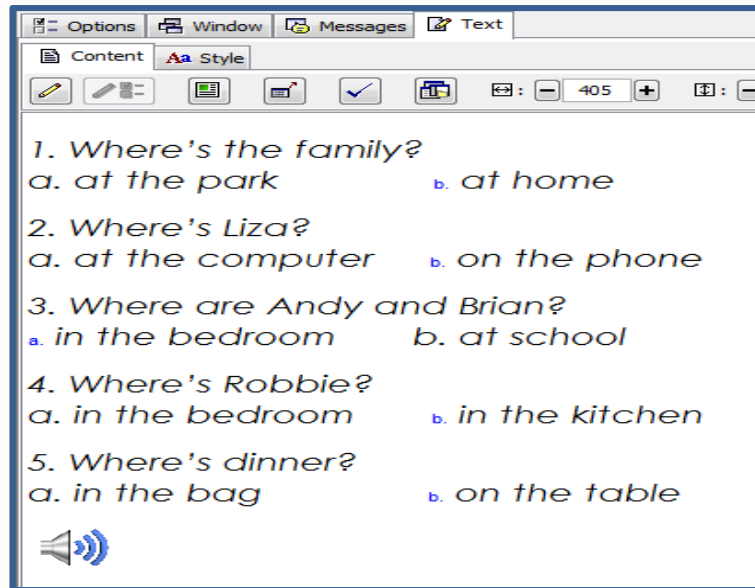 Options Window Messages Text
Content Aa Style
405
1. Where's the family?
a. at the park b. at home
2. Where's Liza?
a. at the computer b. on the phone
3. Where are Andy and Brian?
a. in the bedroom b. at school
4. Where's Robbie?
a. in the bedroom b. in the kitchen
5. Where's dinner?
a. in the bag b. on the table